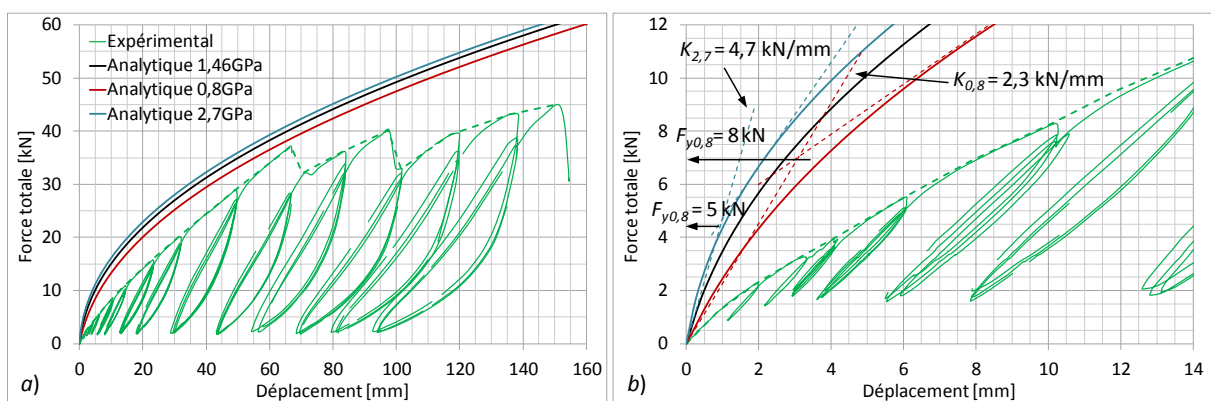 60
50
40
30
20
10
0
Force totale [kN]
Expérimental
Analytique 1,46GPa
Analytique 0,8GPa
Analytique 2,7GPa
0 20 40 60 80 100 120 140 160
Déplacement [mm]
a)
12
10
8
6
4
2
0
Force totale [kN]
K2,7 = 4,7 kN/mm
K0,8 = 2,3 kN/mm
Fy0,8 = 8 kN
Fy0,8 = 5 kN
0 2 4 6 8 10 12 14
Déplacement [mm]
b)